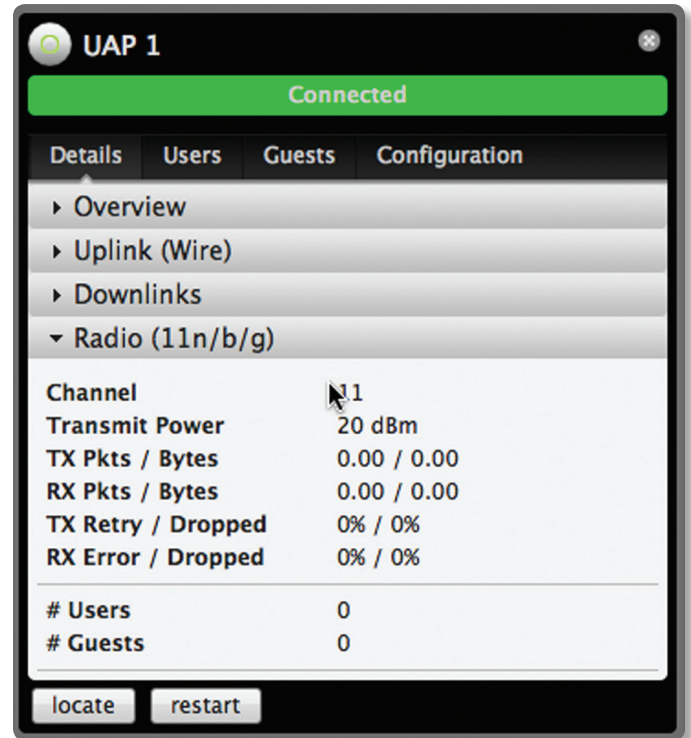 UAP 1
Connected
Details Users Guests Configuration
Overview
Uplink (Wire)
Downlinks
Radio (11n/b/g)
Channel 11
Transmit Power 20 dBm
TX Pkts / Bytes 0.00 / 0.00
RX Pkts / Bytes 0.00 / 0.00
TX Retry / Dropped 0% / 0%
RX Error / Dropped 0% / 0%
# Users 0
# Guests 0
locate restart